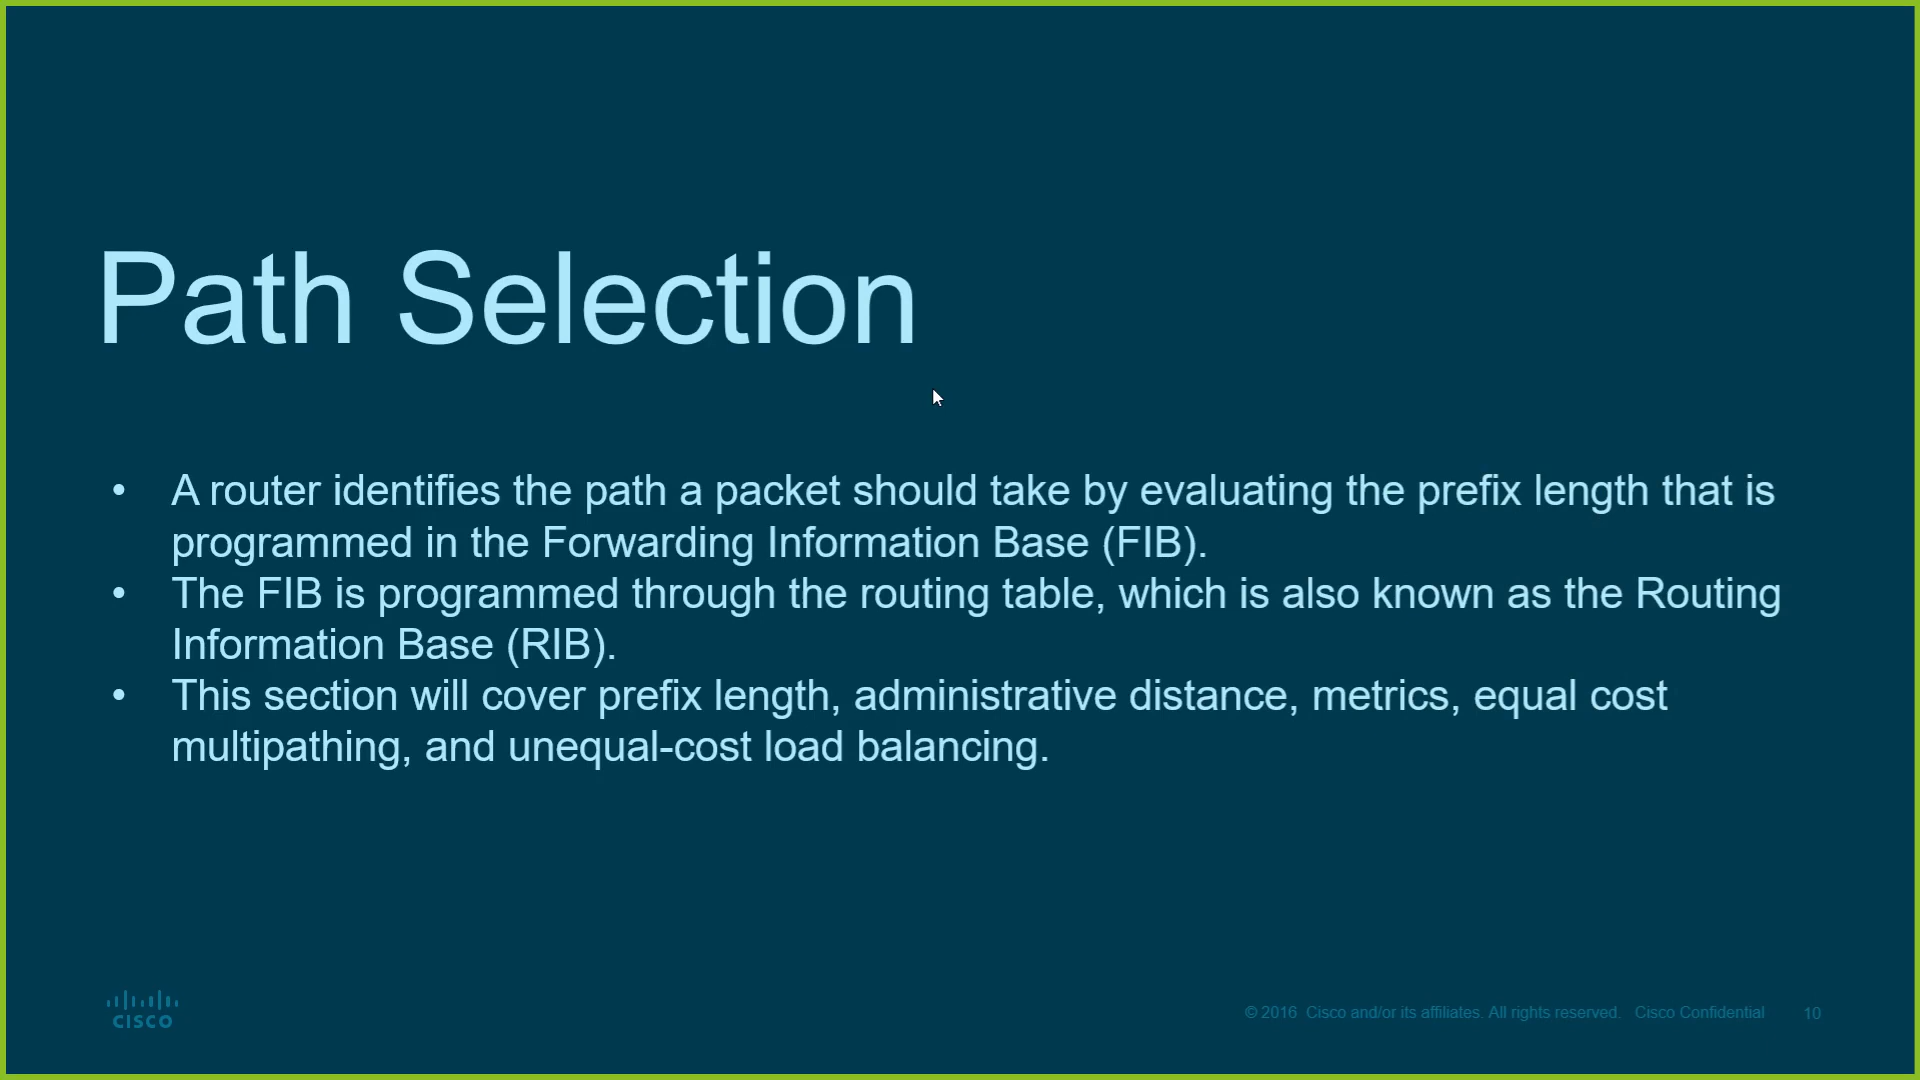 Path Selection
• A router identifies the path a packet should take by evaluating the prefix length that is
programmed in the Forwarding Information Base (FIB).
• The FIB is programmed through the routing table, which is also known as the Routing
Information Base (RIB).
• This section will cover prefix length, administrative distance, metrics, equal cost
multipathing, and unequal-cost load balancing.
CISCO
© 2016 Cisco and/or its affiliates. All rights reserved. Cisco Confidential 10